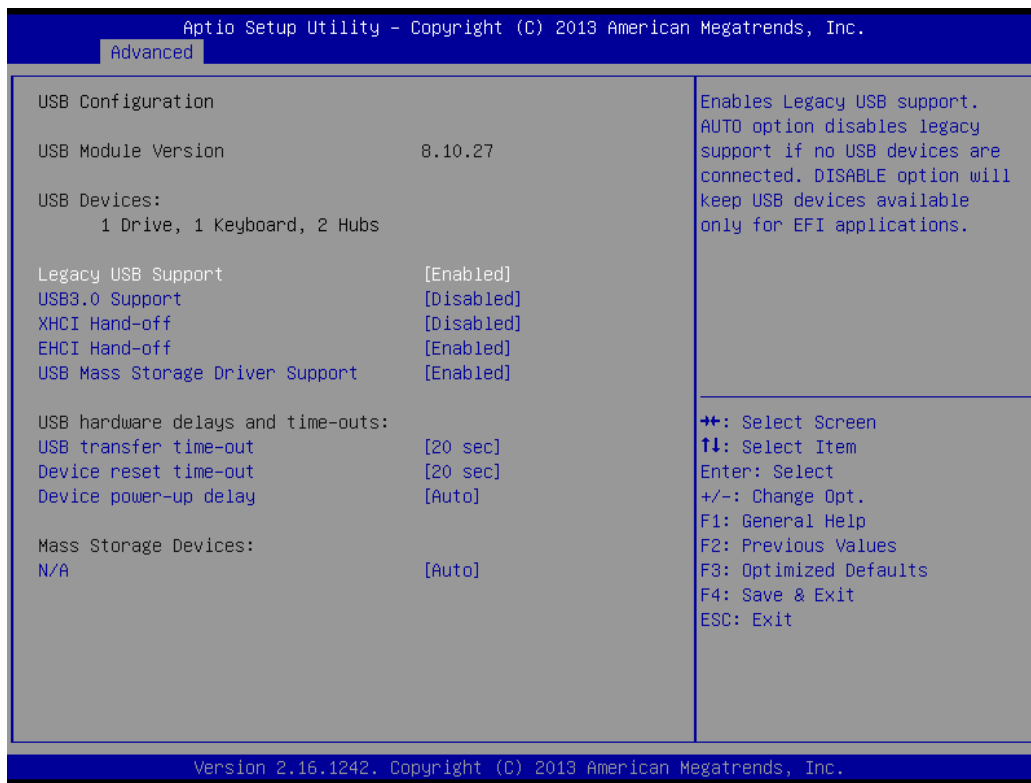 Aptio Setup Utility – Copyright (C) 2013 American Megatrends, Inc.
Advanced
USB Configuration
USB Module Version 8.10.27
USB Devices:
1 Drive, 1 Keyboard, 2 Hubs
Legacy USB Support [Enabled]
USB3.0 Support [Disabled]
XHCI Hand-off [Disabled]
EHCI Hand-off [Enabled]
USB Mass Storage Driver Support [Enabled]
USB hardware delays and time-outs:
USB transfer time-out [20 sec]
Device reset time-out [20 sec]
Device power-up delay [Auto]
Mass Storage Devices:
N/A [Auto]
Enables Legacy USB support.
AUTO option disables legacy
support if no USB devices are
connected. DISABLE option will
keep USB devices available
only for EFI applications.
→←: Select Screen
↑↓: Select Item
Enter: Select
+/-: Change Opt.
F1: General Help
F2: Previous Values
F3: Optimized Defaults
F4: Save & Exit
ESC: Exit
Version 2.16.1242. Copyright (C) 2013 American Megatrends, Inc.